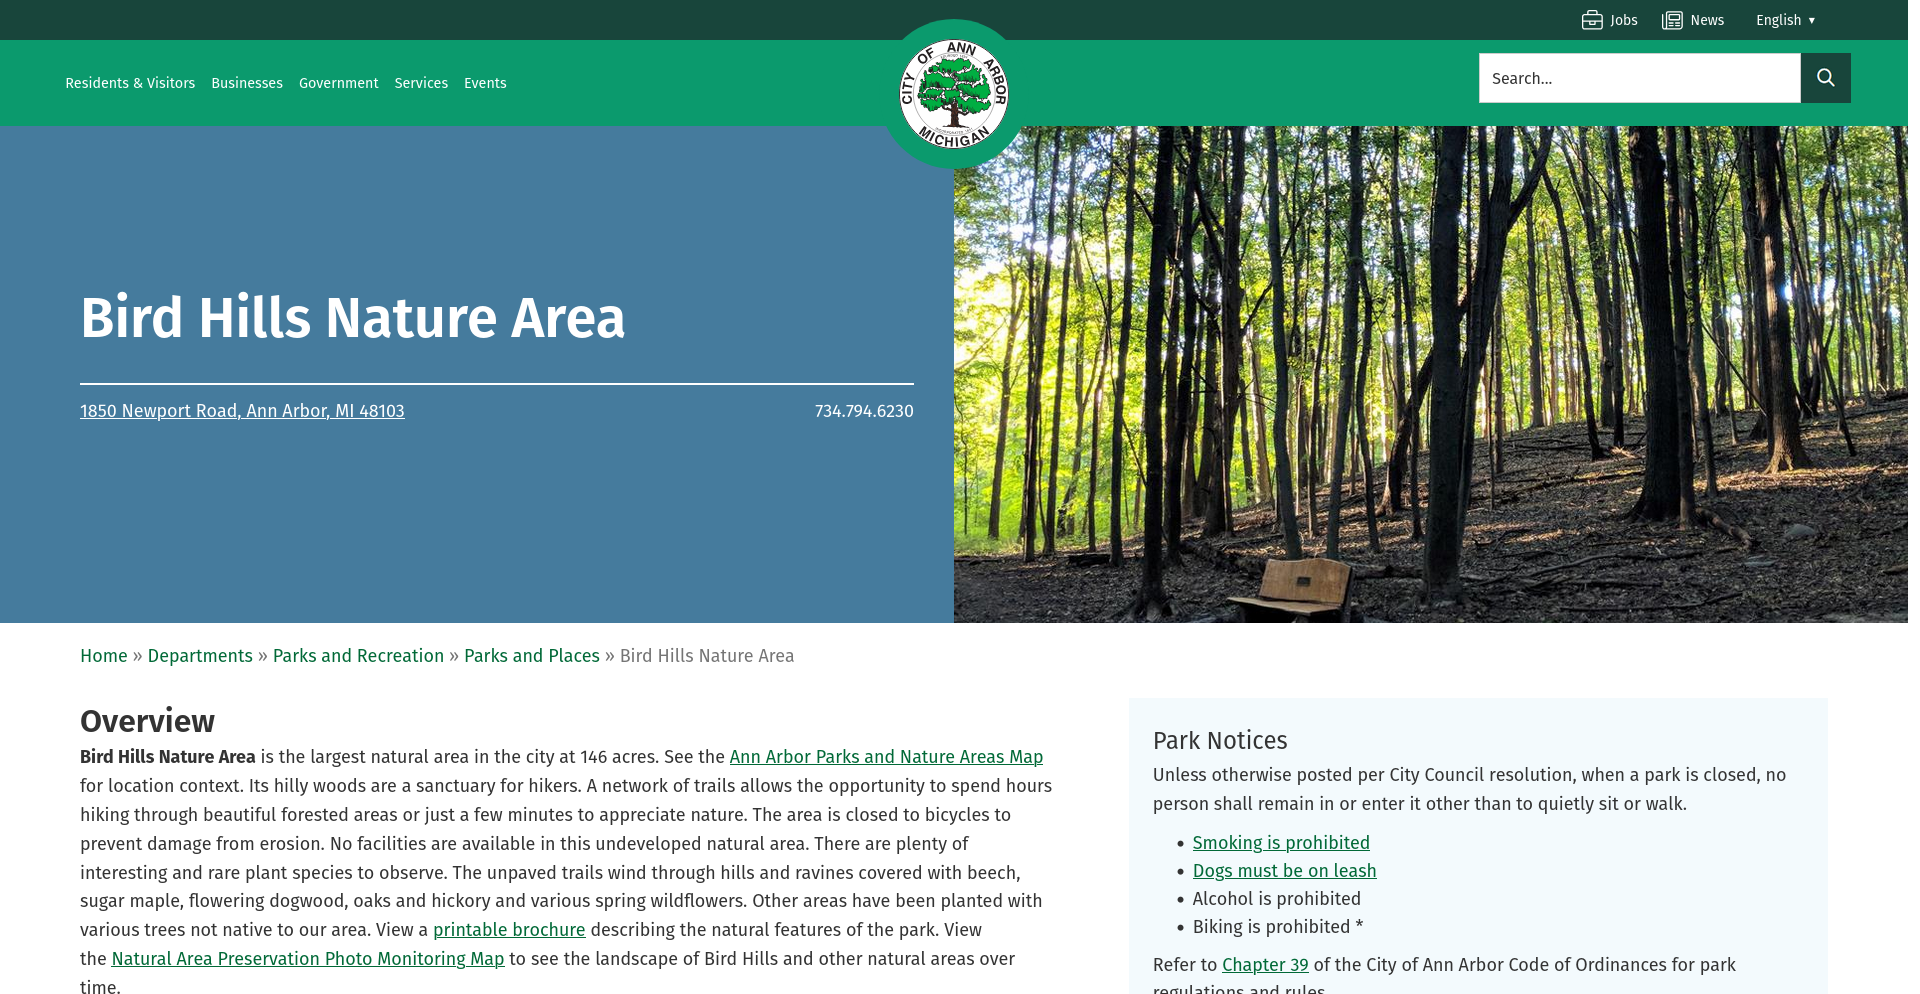 Jobs
News
English ▼
Residents & Visitors
Businesses
Government
Services
Events
CITY OF ANN ARBOR
MICHIGAN
Search...
Bird Hills Nature Area
1850 Newport Road, Ann Arbor, MI 48103
734.794.6230
Home » Departments » Parks and Recreation » Parks and Places » Bird Hills Nature Area
Overview
Bird Hills Nature Area is the largest natural area in the city at 146 acres. See the Ann Arbor Parks and Nature Areas Map
for location context. Its hilly woods are a sanctuary for hikers. A network of trails allows the opportunity to spend hours
hiking through beautiful forested areas or just a few minutes to appreciate nature. The area is closed to bicycles to
prevent damage from erosion. No facilities are available in this undeveloped natural area. There are plenty of
interesting and rare plant species to observe. The unpaved trails wind through hills and ravines covered with beech,
sugar maple, flowering dogwood, oaks and hickory and various spring wildflowers. Other areas have been planted with
various trees not native to our area. View a printable brochure describing the natural features of the park. View
the Natural Area Preservation Photo Monitoring Map to see the landscape of Bird Hills and other natural areas over
time.
Park Notices
Unless otherwise posted per City Council resolution, when a park is closed, no
person shall remain in or enter it other than to quietly sit or walk.
• Smoking is prohibited
• Dogs must be on leash
• Alcohol is prohibited
• Biking is prohibited *
Refer to Chapter 39 of the City of Ann Arbor Code of Ordinances for park
regulations and rules.